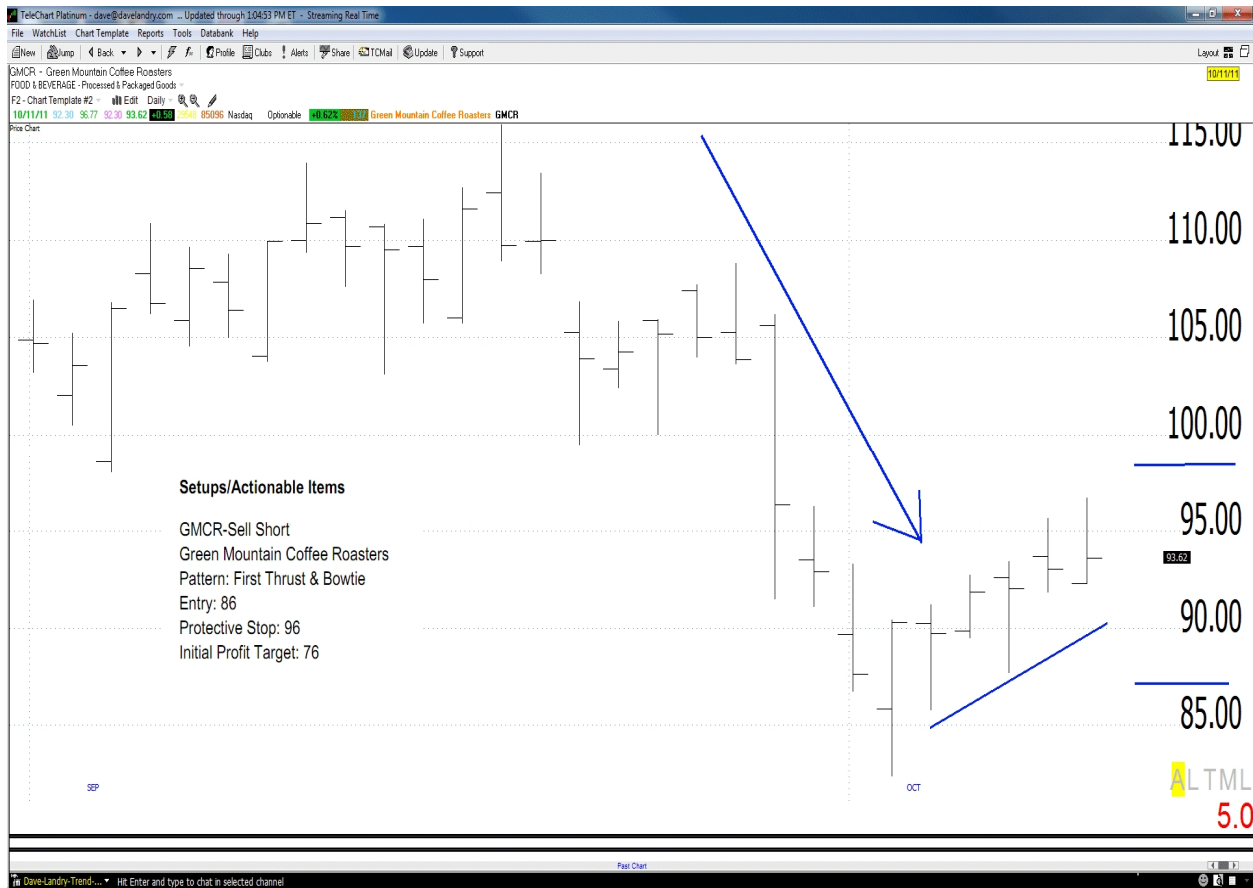 TeleChart Platinum - dave@davelandry.com ... Updated through 1:04:53 PM ET - Streaming Real Time
File WatchList Chart Template Reports Tools Databank Help
New Jump Back Profile Clubs Alerts Share TCMail Update Support Layout
GMCR - Green Mountain Coffee Roasters
10/11/11
FOOD & BEVERAGE - Processed & Packaged Goods
F2 - Chart Template #2 Edit Daily
10/11/11 92.30 96.77 92.30 93.62 +0.58 85096 Nasdaq Optionable +0.62% Green Mountain Coffee Roasters GMCR
Price Chart
115.00
110.00
105.00
100.00
95.00
93.62
90.00
85.00
Setups/Actionable Items
GMCR-Sell Short
Green Mountain Coffee Roasters
Pattern: First Thrust & Bowtie
Entry: 86
Protective Stop: 96
Initial Profit Target: 76
SEP OCT
A L T M L
5.0
Past Chart
Dave-Landry-Trend-... Hit Enter and type to chat in selected channel